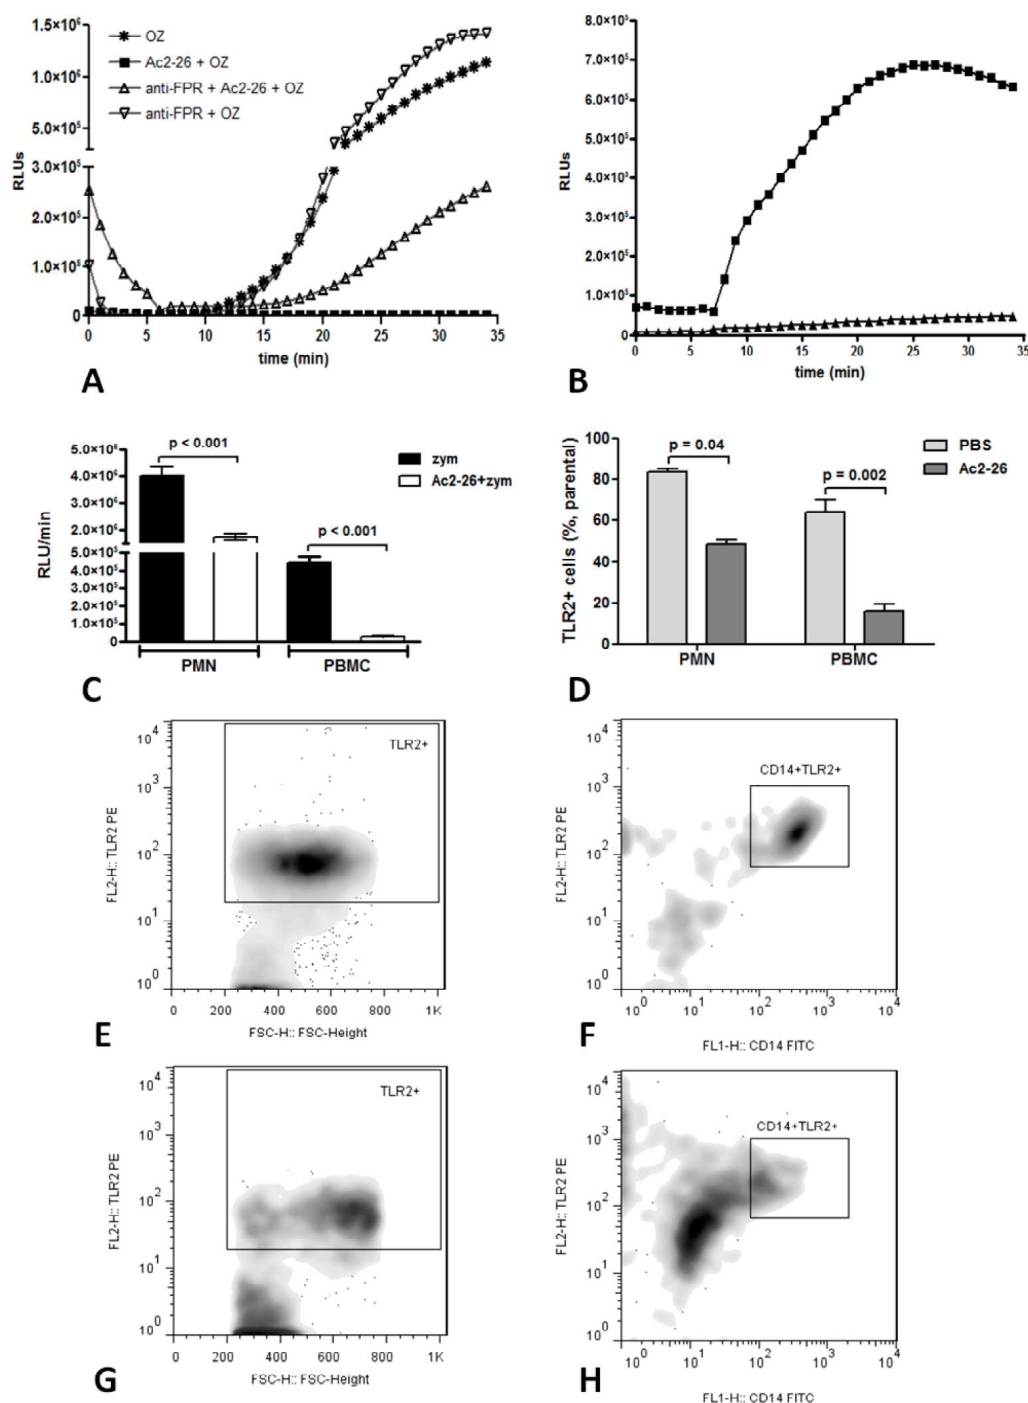 1.5×10⁶
1.0×10⁶
5.0×10⁵
3.0×10⁵
2.0×10⁵
1.0×10⁵
0
RLUs
OZ
Ac2-26 + OZ
anti-FPR + Ac2-26 + OZ
anti-FPR + OZ
0 5 10 15 20 25 30 35
time (min)
A
8.0×10⁵
7.0×10⁵
6.0×10⁵
5.0×10⁵
4.0×10⁵
3.0×10⁵
2.0×10⁵
1.0×10⁵
0
RLUs
0 5 10 15 20 25 30 35
time (min)
B
5.0×10⁶
4.0×10⁶
3.0×10⁶
2.0×10⁶
1.0×10⁶
5.0×10⁵
4.0×10⁵
3.0×10⁵
2.0×10⁵
1.0×10⁵
0
RLU/min
p < 0.001
p < 0.001
zym
Ac2-26+zym
PMN PBMC
C
100
80
60
40
20
0
TLR2+ cells (%, parental)
p = 0.04
p = 0.002
PBS
Ac2-26
PMN PBMC
D
10⁴
10³
10²
10¹
10⁰
FL2-H:: TLR2 PE
TLR2+
0 200 400 600 800 1K
FSC-H:: FSC-Height
E
10⁴
10³
10²
10¹
10⁰
FL2-H:: TLR2 PE
CD14+TLR2+
10⁰ 10¹ 10² 10³ 10⁴
FL1-H:: CD14 FITC
F
10⁴
10³
10²
10¹
10⁰
FL2-H:: TLR2 PE
TLR2+
0 200 400 600 800 1K
FSC-H:: FSC-Height
G
10⁴
10³
10²
10¹
10⁰
FL2-H:: TLR2 PE
CD14+TLR2+
10⁰ 10¹ 10² 10³ 10⁴
FL1-H:: CD14 FITC
H